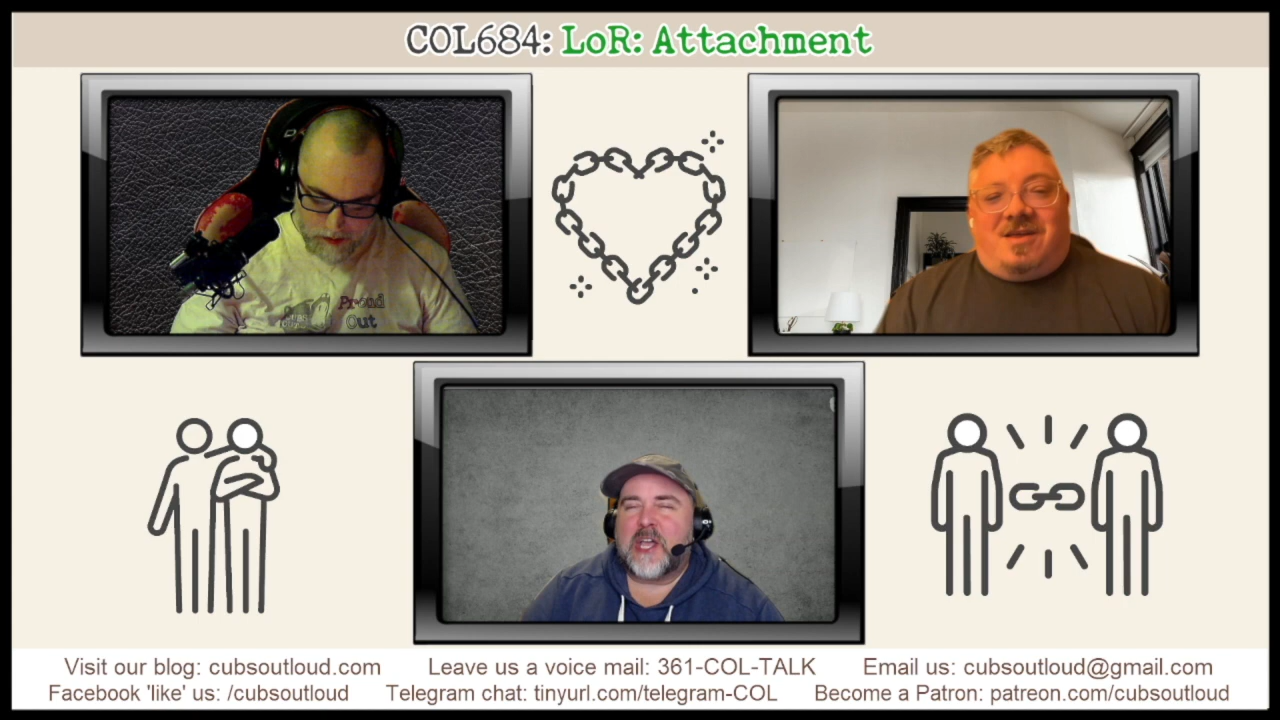 COL684: LoR: Attachment
Proud
Out
Visit our blog: cubsoutloud.com Leave us a voice mail: 361-COL-TALK Email us: cubsoutloud@gmail.com
Facebook 'like' us: /cubsoutloud Telegram chat: tinyurl.com/telegram-COL Become a Patron: patreon.com/cubsoutloud